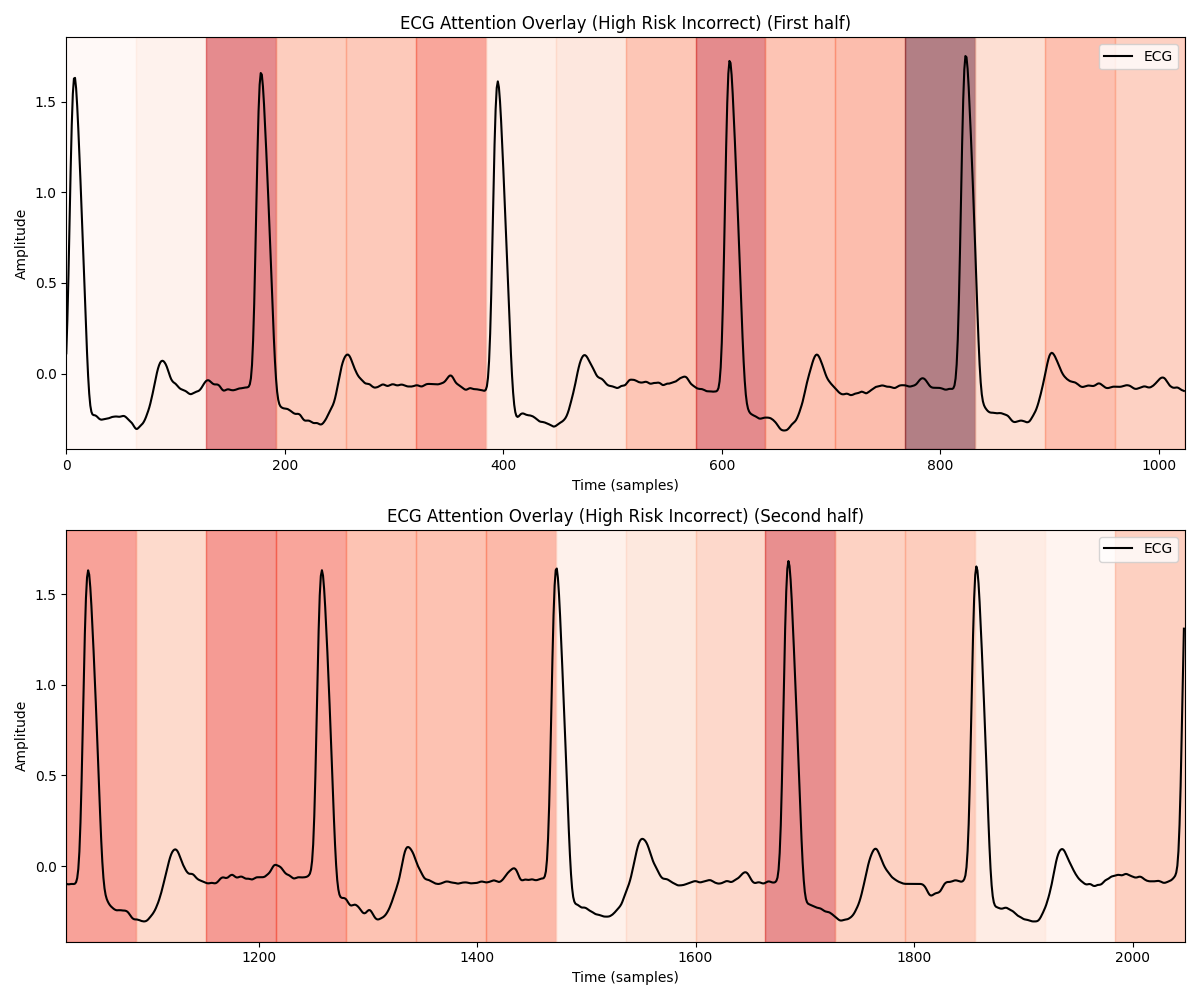 ECG Attention Overlay (High Risk Incorrect) (First half)
ECG
Amplitude
1.5
1.0
0.5
0.0
0 200 400 600 800 1000
Time (samples)
ECG Attention Overlay (High Risk Incorrect) (Second half)
ECG
Amplitude
1.5
1.0
0.5
0.0
1200 1400 1600 1800 2000
Time (samples)